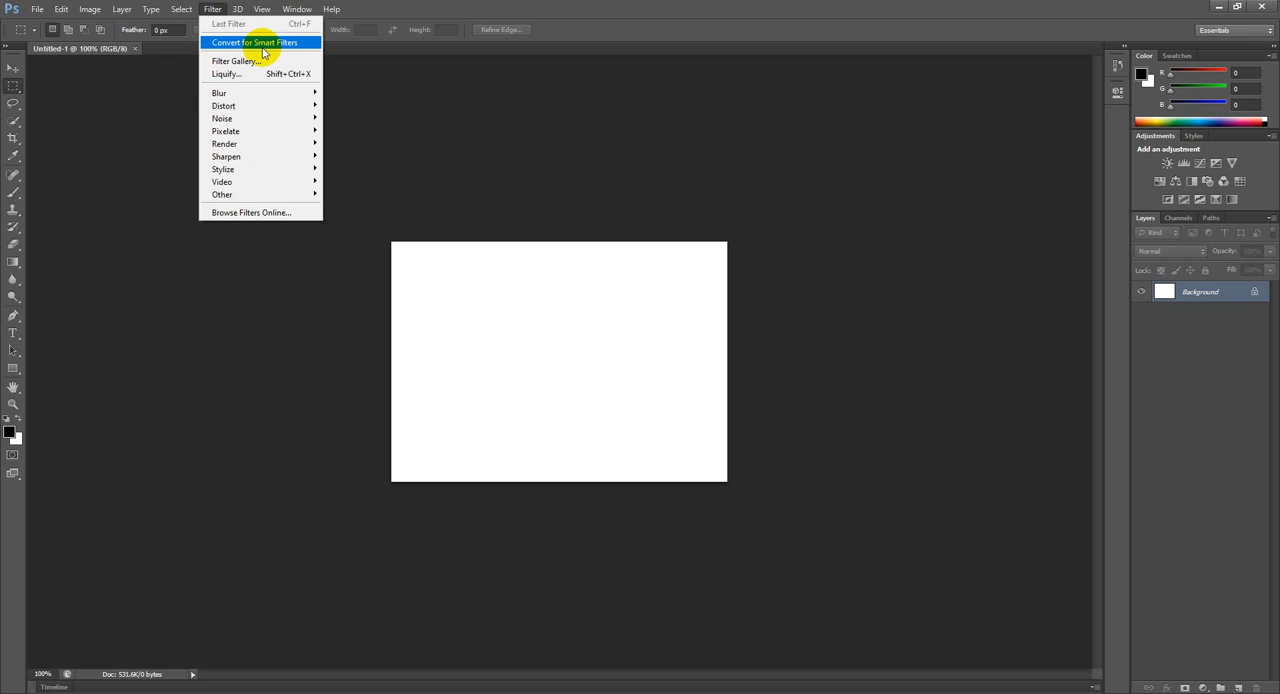 Ps File Edit Image Layer Type Select Filter 3D View Window Help
Feather: 0 px Width: Height: Refine Edge... Essentials
Untitled-1 @ 100% (RGB/8) ×
Last Filter Ctrl+F
Convert for Smart Filters
Filter Gallery...
Liquify... Shift+Ctrl+X
Blur
Distort
Noise
Pixelate
Render
Sharpen
Stylize
Video
Other
Browse Filters Online...
Color Swatches
R 0
G 0
B 0
Adjustments Styles
Add an adjustment
Layers Channels Paths
Kind
Normal Opacity: 100%
Lock: Fill: 100%
Background
100% Doc: 531.6K/0 bytes
Timeline